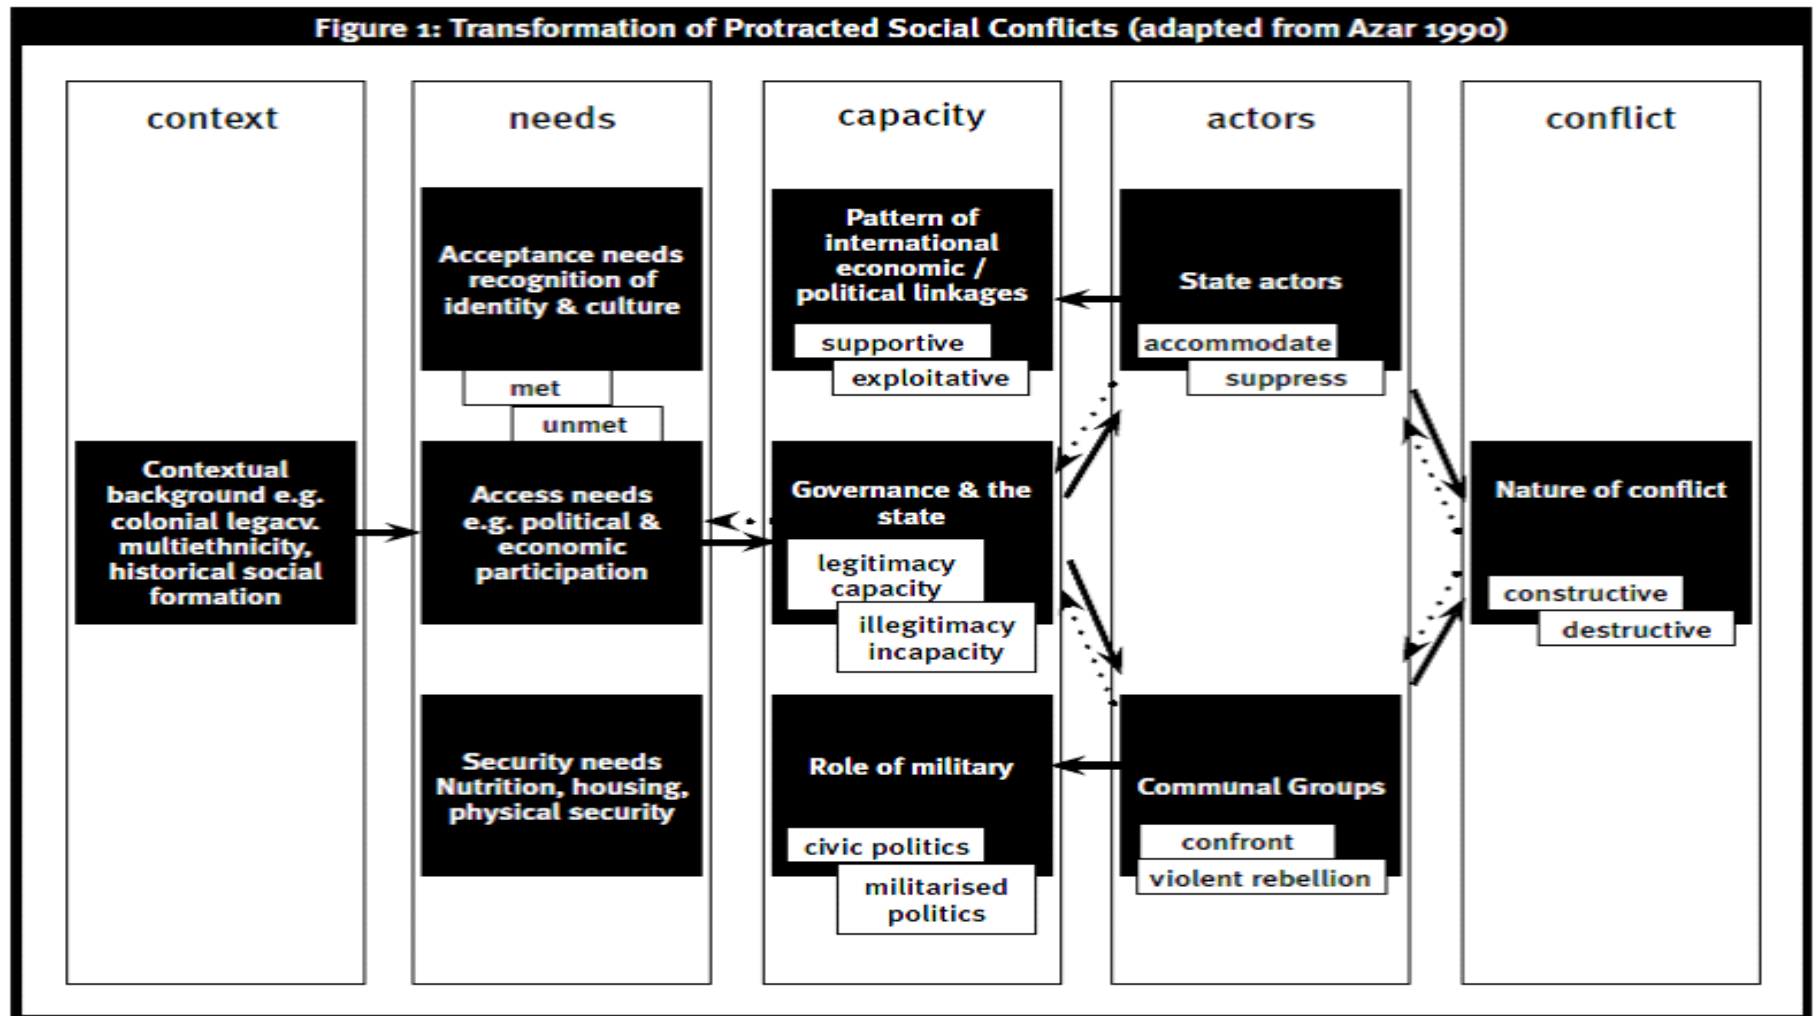 Figure 1: Transformation of Protracted Social Conflicts (adapted from Azar 1990)
context
Contextual
background e.g.
colonial legacv.
multiethnicity,
historical social
formation
needs
Acceptance needs
recognition of
identity & culture
met
unmet
Access needs
e.g. political &
economic
participation
Security needs
Nutrition, housing,
physical security
capacity
Pattern of
international
economic /
political linkages
supportive
exploitative
Governance & the
state
legitimacy
capacity
illegitimacy
incapacity
Role of military
civic politics
militarised
politics
actors
State actors
accommodate
suppress
Communal Groups
confront
violent rebellion
conflict
Nature of conflict
constructive
destructive